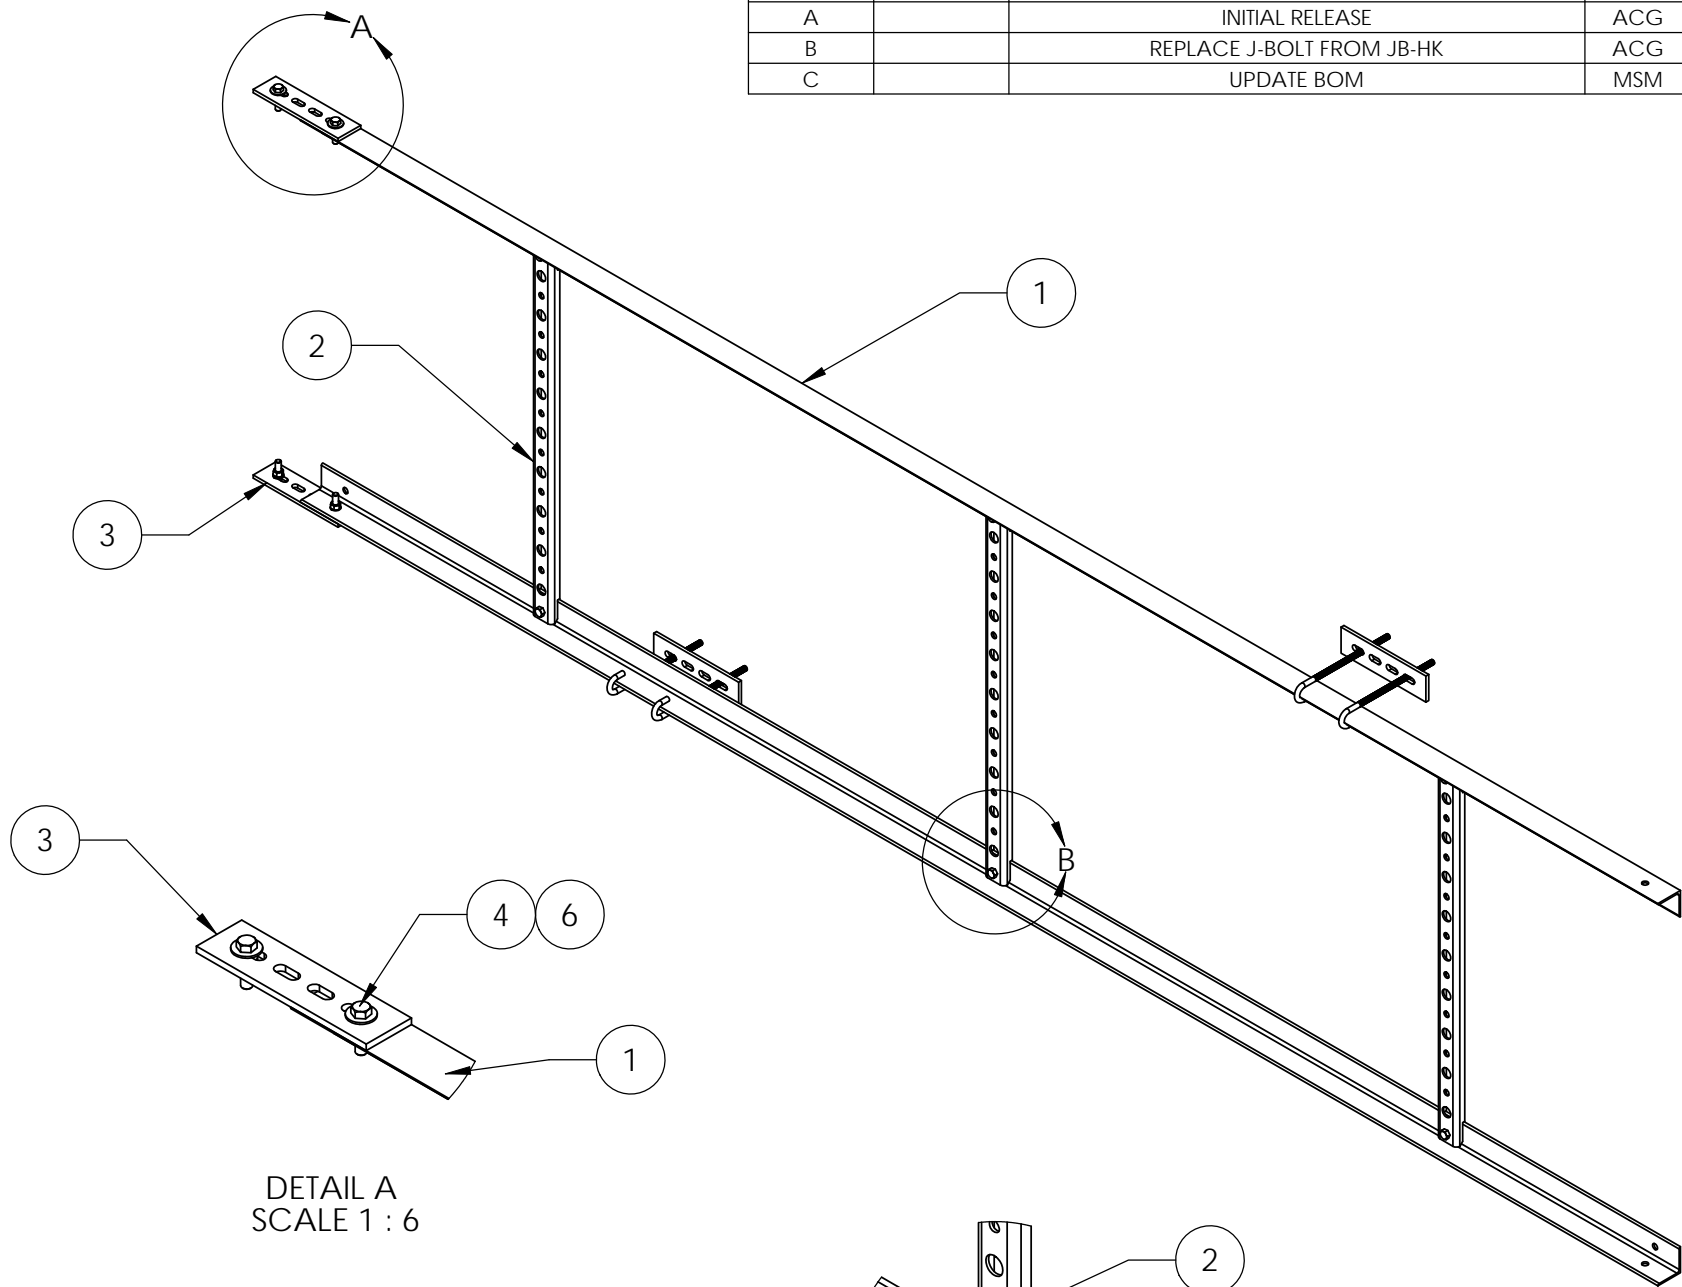 A INITIAL RELEASE ACG
B REPLACE J-BOLT FROM JB-HK ACG
C UPDATE BOM MSM
A
1
2
3
B
3
4 6
1
DETAIL A
SCALE 1 : 6
2